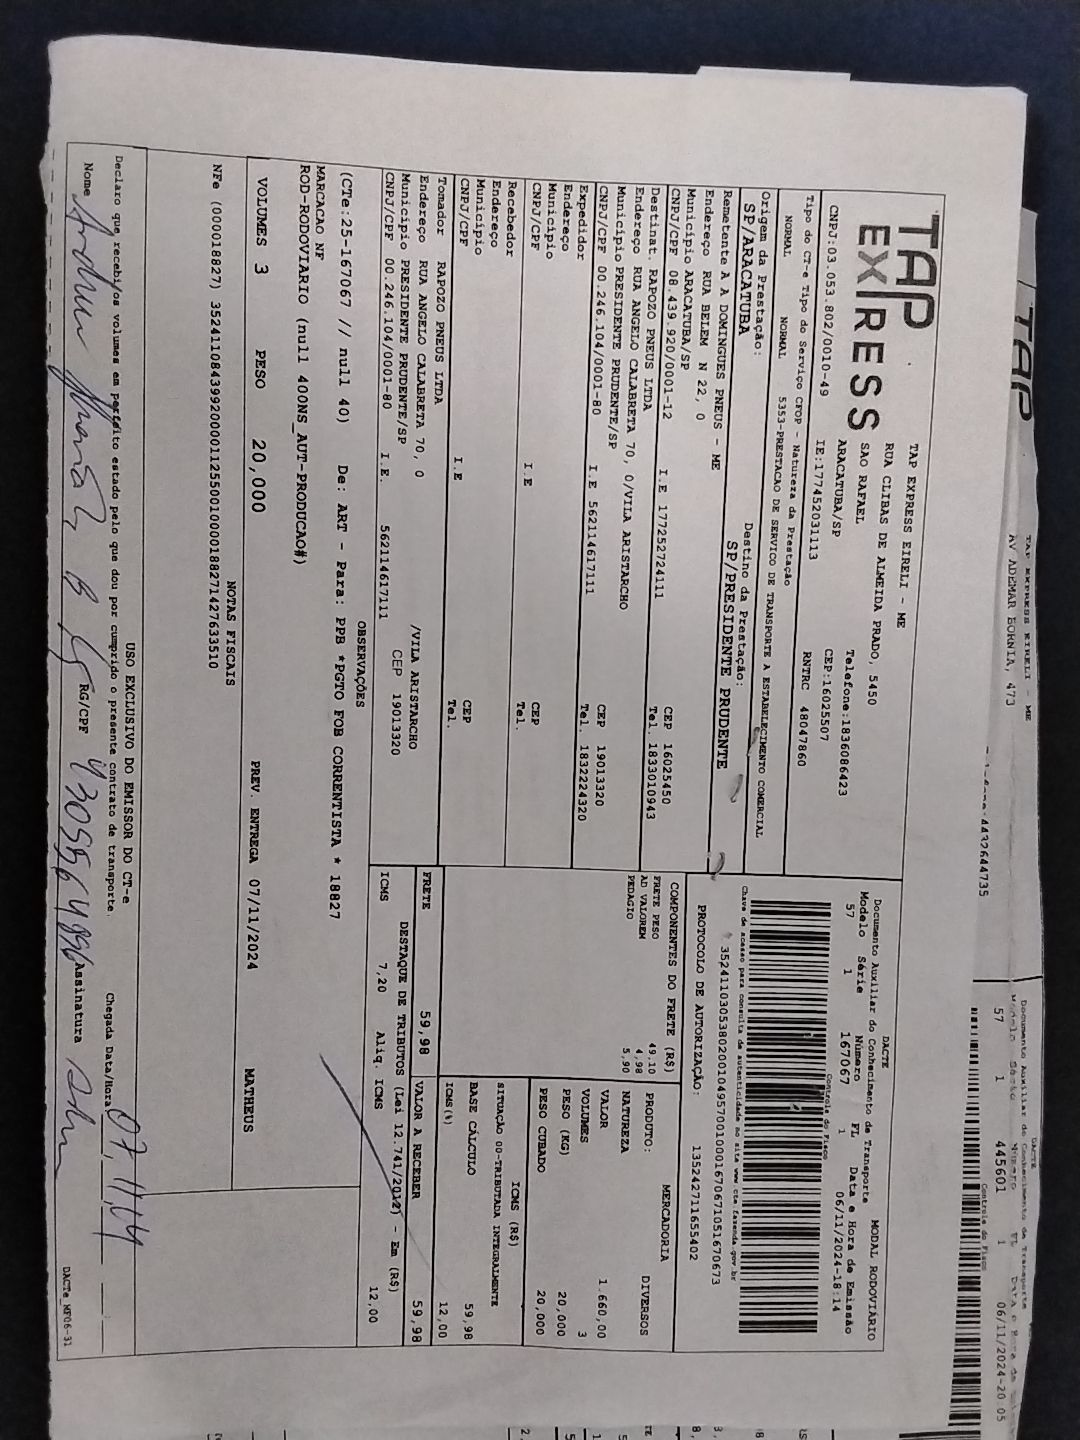 TAP
EXPRESS
TAP EXPRESS EIRELI - ME
RUA CLIBAS DE ALMEIDA PRADO, 5450
SAO RAFAEL
ARACATUBA/SP
CEP:16025507
Telefone:1836086423
CNPJ:03.053.802/0010-49 IE:177452031113 RNTRC 48047860
Tipo do CT-e Tipo do Serviço CFOP - Natureza da Prestação
NORMAL NORMAL 5353-PRESTACAO DE SERVICO DE TRANSPORTE A ESTABELECIMENTO COMERCIAL
Origem da Prestação: Destino da Prestação:
SP/ARACATUBA SP/PRESIDENTE PRUDENTE
DACTE MODAL RODOVIÁRIO
Documento Auxiliar do Conhecimento de Transporte
Modelo Série Número FL Data e Hora de Emissão
57 1 167067 1 06/11/2024-18:14
Controle do Fisco
Chave de acesso para consulta de autenticidade no site www.cte.fazenda.gov.br
35241103053802001049570010001670671051670673
PROTOCOLO DE AUTORIZAÇÃO: 135242711655402
Remetente A A DOMINGUES PNEUS - ME
Endereço RUA BELEM N 22, 0
Município ARACATUBA/SP CEP 16025450
CNPJ/CPF 08.439.920/0001-12 I.E 177252724111 Tel. 1833010943
Destinat. RAPOZO PNEUS LTDA
Endereço RUA ANGELO CALABRETA 70, 0/VILA ARISTARCHO
Município PRESIDENTE PRUDENTE/SP CEP 19013320
CNPJ/CPF 00.246.104/0001-80 I.E 562114617111 Tel. 1832224320
Expedidor
Endereço
Município CEP
CNPJ/CPF I.E Tel.
Recebedor
Endereço
Município CEP
CNPJ/CPF I.E Tel.
Tomador RAPOZO PNEUS LTDA
Endereço RUA ANGELO CALABRETA 70, 0 /VILA ARISTARCHO
Município PRESIDENTE PRUDENTE/SP CEP 19013320
CNPJ/CPF 00.246.104/0001-80 I.E. 562114617111
COMPONENTES DO FRETE (R$)
FRETE PESO 49,10
AD VALOREM 4,98
PEDAGIO 5,90
MERCADORIA
PRODUTO: DIVERSOS
NATUREZA
VALOR 1.660,00
VOLUMES 3
PESO (KG) 20,000
PESO CUBADO 20,000
ICMS (R$)
SITUAÇÃO 00-TRIBUTADA INTEGRALMENTE
BASE CÁLCULO 59,98
ICMS(%) 12,00
FRETE 59,98 VALOR A RECEBER 59,98
DESTAQUE DE TRIBUTOS (Lei 12.741/2012) - Em (R$)
ICMS 7,20 Aliq. ICMS 12,00
OBSERVAÇÕES
(CTe:25-167067 // null 40) De: ART - Para: PPB *PGTO FOB CORRENTISTA * 18827
MARCACAO NF
ROD-RODOVIARIO (null 400NS_AUT-PRODUCAO#)
VOLUMES 3 PESO 20,000 PREV. ENTREGA 07/11/2024 MATHEUS
NOTAS FISCAIS
NFe (000018827) 35241108439920000112550010000188271427633510
USO EXCLUSIVO DO EMISSOR DO CT-e
Declaro que recebi/os volumes em perfeito estado pelo que dou por cumprido o presente contrato de transporte. Chegada Data/Hora
Nome RG/CPF Assinatura
DACTe_MF06-31
TAP
TAP EXPRESS EIRELI - ME
AV ADEMAR BORNIA, 473
4432644735
DACTE
Documento Auxiliar do Conhecimento de Transporte
57 1 445601 1 06/11/2024-20:05
Controle do Fisco